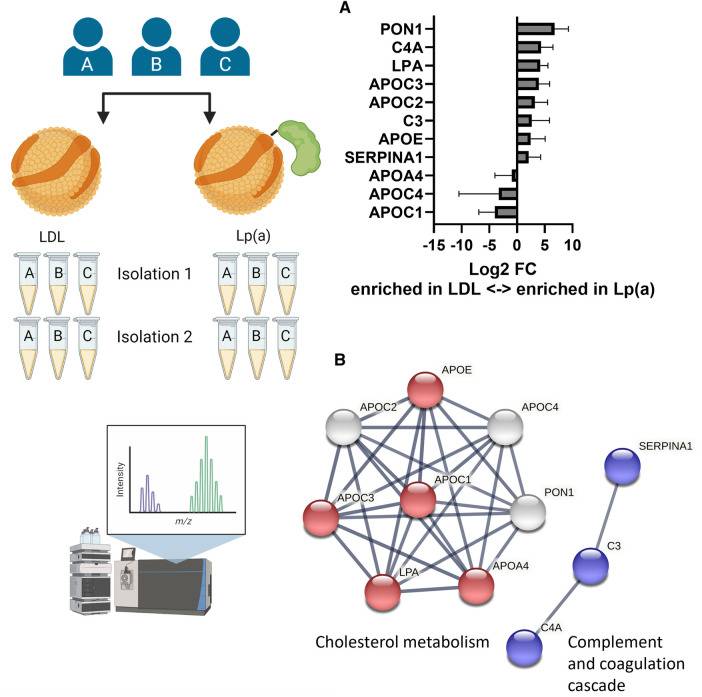 A B C
LDL Lp(a)
A B C Isolation 1 A B C
A B C Isolation 2 A B C
Intensity
m/z
A
PON1
C4A
LPA
APOC3
APOC2
C3
APOE
SERPINA1
APOA4
APOC4
APOC1
-15 -10 -5 0 5 10
Log2 FC
enriched in LDL <-> enriched in Lp(a)
B
APOE
APOC2
APOC4
SERPINA1
APOC1
PON1
APOC3
C3
LPA
APOA4
C4A
Cholesterol metabolism
Complement
and coagulation
cascade